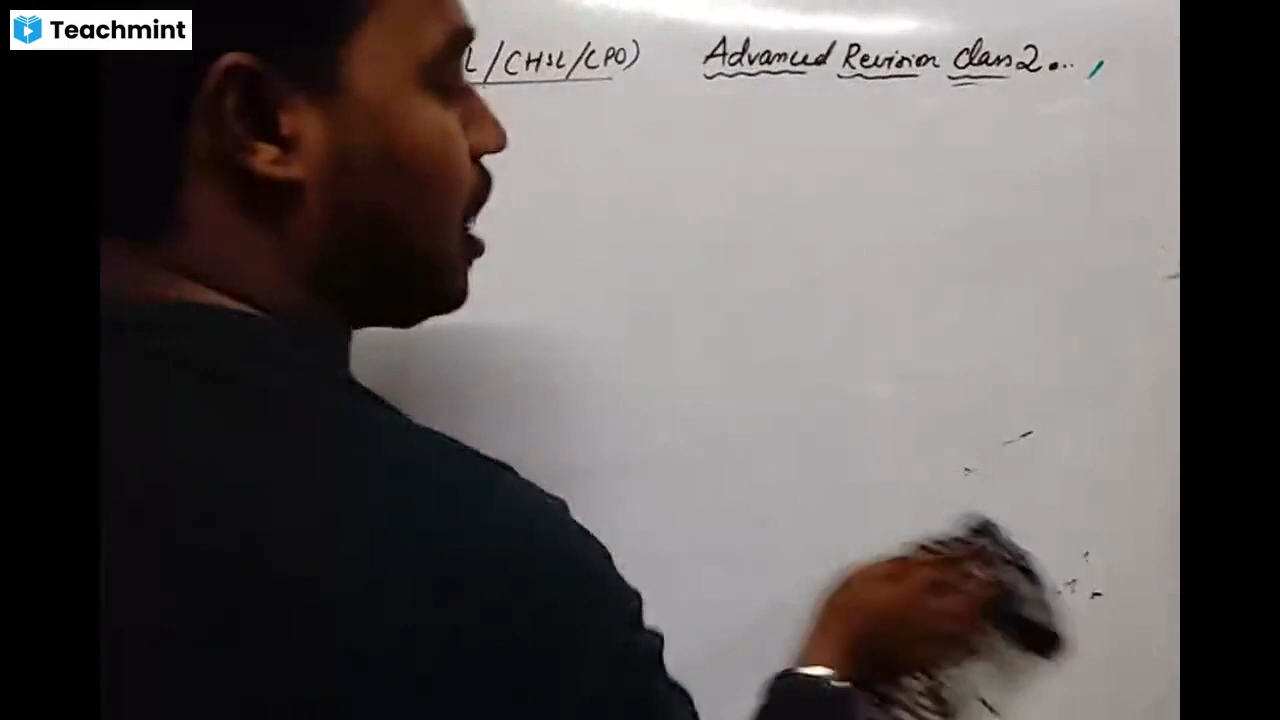 Teachmint
L/CHSL/CPO) Advanced Revision Class 2...,